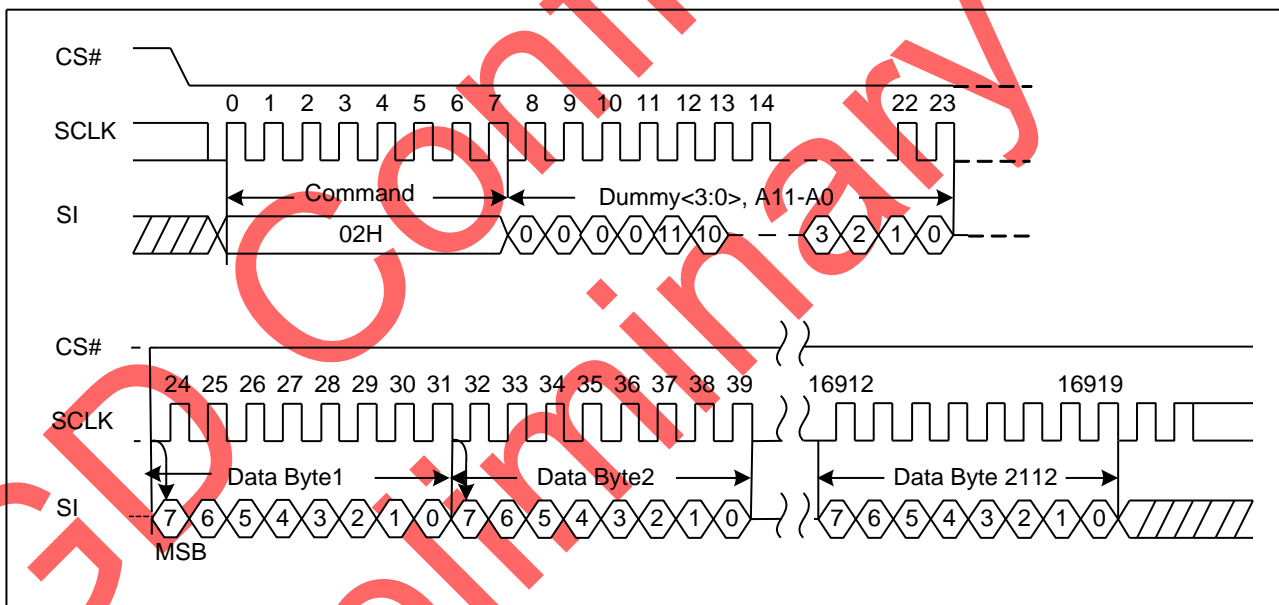 CS#
0 1 2 3 4 5 6 7 8 9 10 11 12 13 14 22 23
SCLK
Command Dummy<3:0>, A11-A0
SI 02H 0 0 0 0 11 10 3 2 1 0
CS#
24 25 26 27 28 29 30 31 32 33 34 35 36 37 38 39 16912 16919
SCLK
Data Byte1 Data Byte2 Data Byte 2112
SI 7 6 5 4 3 2 1 0 7 6 5 4 3 2 1 0 7 6 5 4 3 2 1 0
MSB